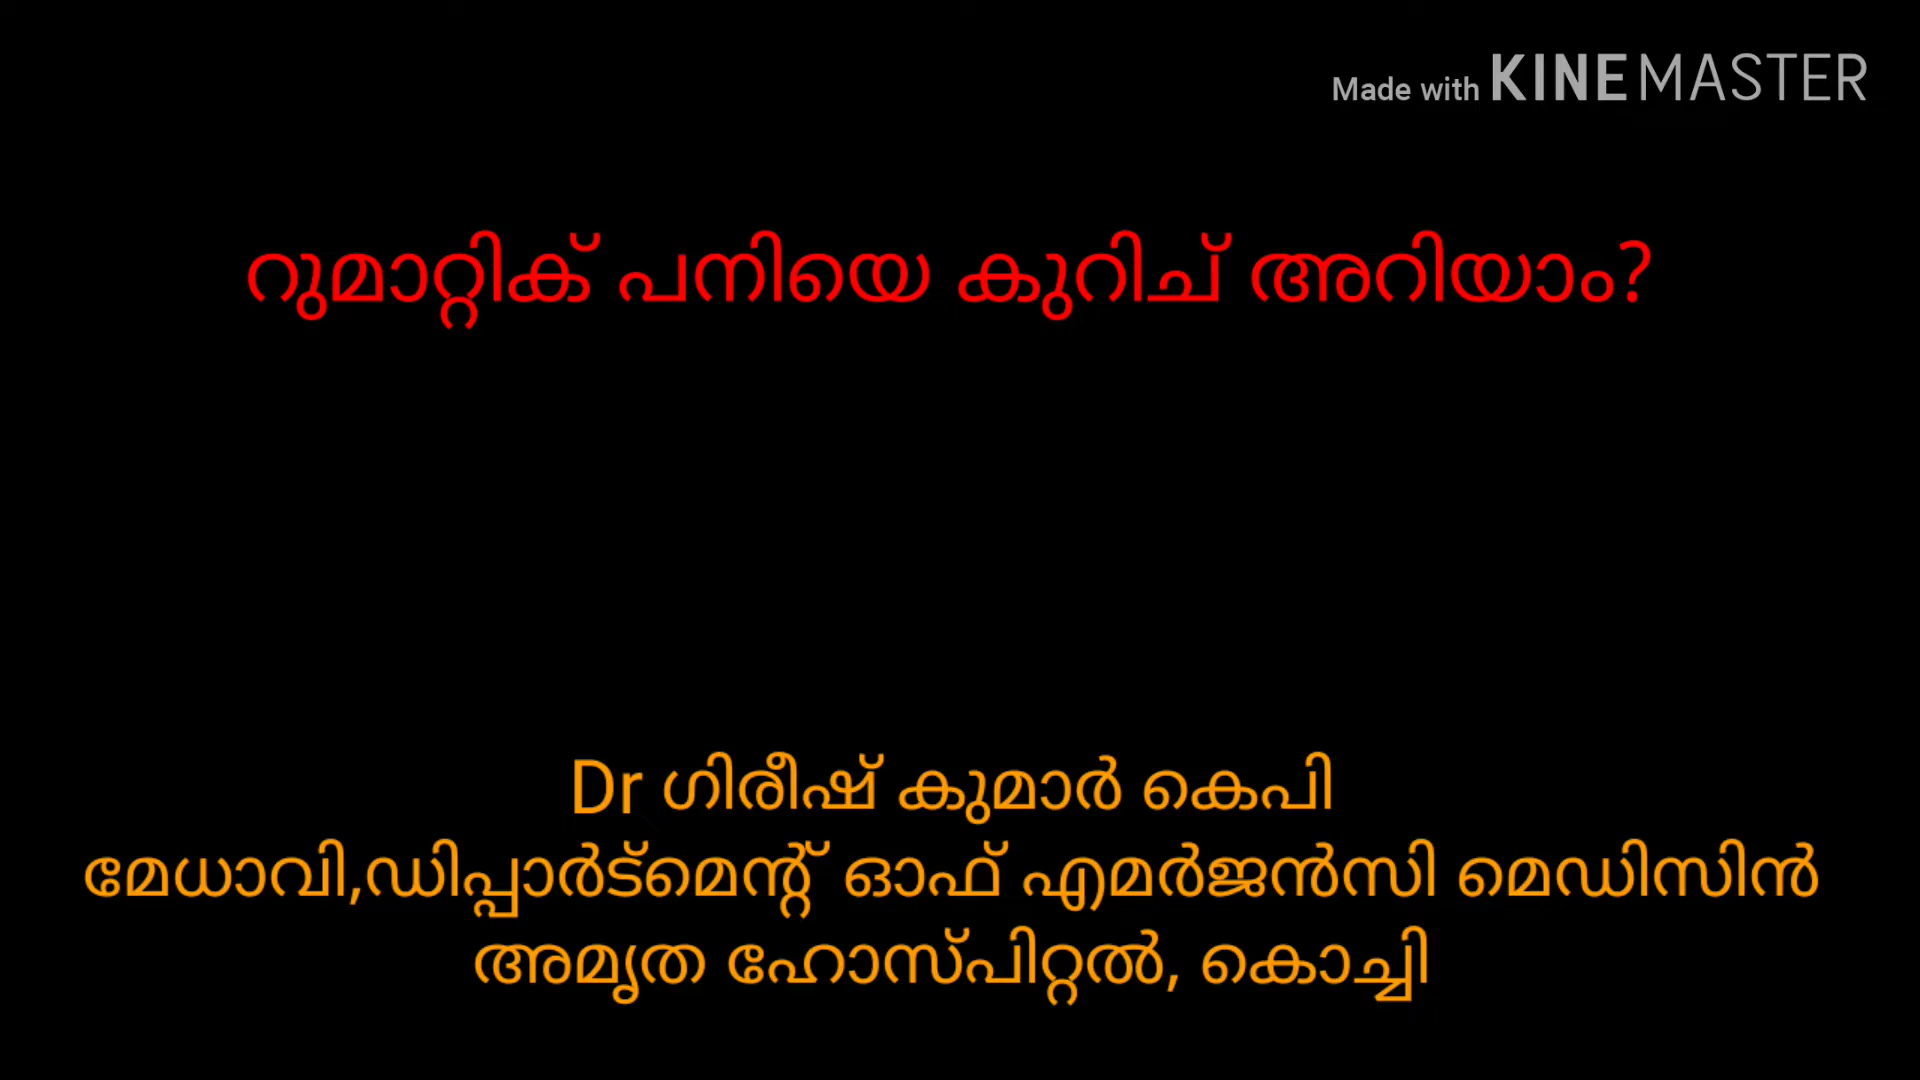 Made with KINEMASTER
റുമാറ്റിക് പനിയെ കുറിച് അറിയാം?
Dr ഗിരീഷ് കുമാർ കെപി
മേധാവി,ഡിപ്പാർട്മെന്റ് ഓഫ് എമർജൻസി മെഡിസിൻ
അമൃത ഹോസ്പിറ്റൽ, കൊച്ചി